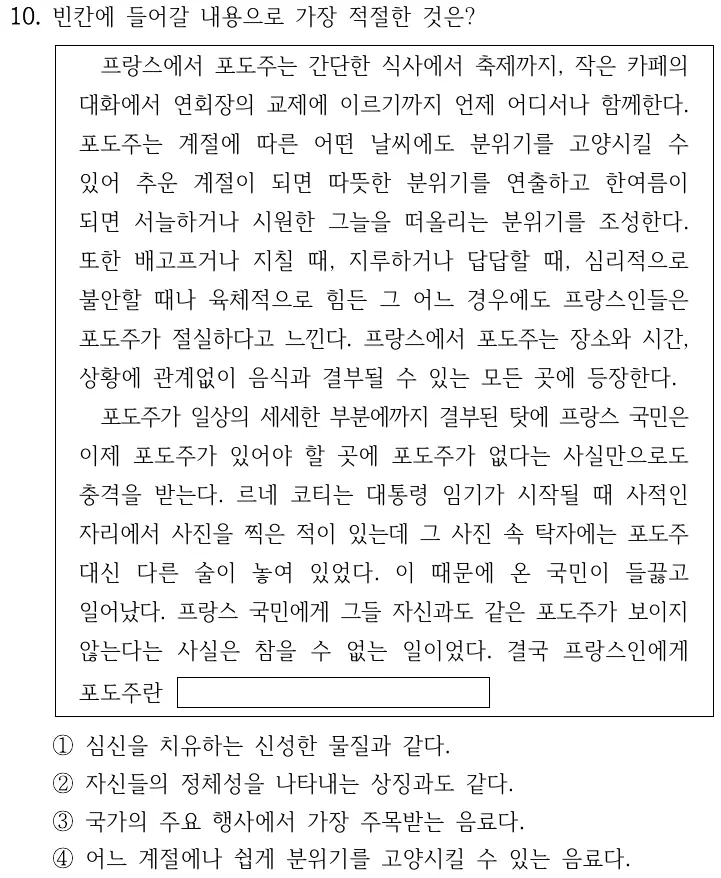 10. 빈칸에 들어갈 내용으로 가장 적절한 것은?
프랑스에서 포도주는 간단한 식사에서 축제까지, 작은 카페의
대화에서 연회장의 교제에 이르기까지 언제 어디서나 함께한다.
포도주는 계절에 따른 어떤 날씨에도 분위기를 고양시킬 수
있어 추운 계절이 되면 따뜻한 분위기를 연출하고 한여름이
되면 서늘하거나 시원한 그늘을 떠올리는 분위기를 조성한다.
또한 배고프거나 지칠 때, 지루하거나 답답할 때, 심리적으로
불안할 때나 육체적으로 힘든 그 어느 경우에도 프랑스인들은
포도주가 절실하다고 느낀다. 프랑스에서 포도주는 장소와 시간,
상황에 관계없이 음식과 결부될 수 있는 모든 곳에 등장한다.
포도주가 일상의 세세한 부분에까지 결부된 탓에 프랑스 국민은
이제 포도주가 있어야 할 곳에 포도주가 없다는 사실만으로도
충격을 받는다. 르네 코티는 대통령 임기가 시작될 때 사적인
자리에서 사진을 찍은 적이 있는데 그 사진 속 탁자에는 포도주
대신 다른 술이 놓여 있었다. 이 때문에 온 국민이 들끓고
일어났다. 프랑스 국민에게 그들 자신과도 같은 포도주가 보이지
않는다는 사실은 참을 수 없는 일이었다. 결국 프랑스인에게
포도주란
① 심신을 치유하는 신성한 물질과 같다.
② 자신들의 정체성을 나타내는 상징과도 같다.
③ 국가의 주요 행사에서 가장 주목받는 음료다.
④ 어느 계절에나 쉽게 분위기를 고양시킬 수 있는 음료다.